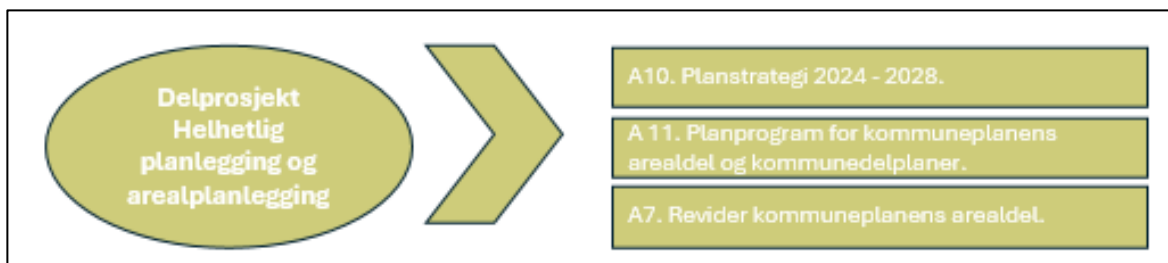 Delprosjekt
Helhetlig
planlegging og
arealplanlegging
A10. Planstrategi 2024 - 2028.
A 11. Planprogram for kommuneplanens
arealdel og kommunedelplaner.
A7. Revider kommuneplanens arealdel.